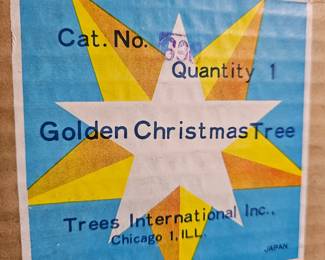 Cat. No.
Quantity 1
Golden Christmas Tree
Trees International Inc.,
Chicago 1, ILL.
JAPAN